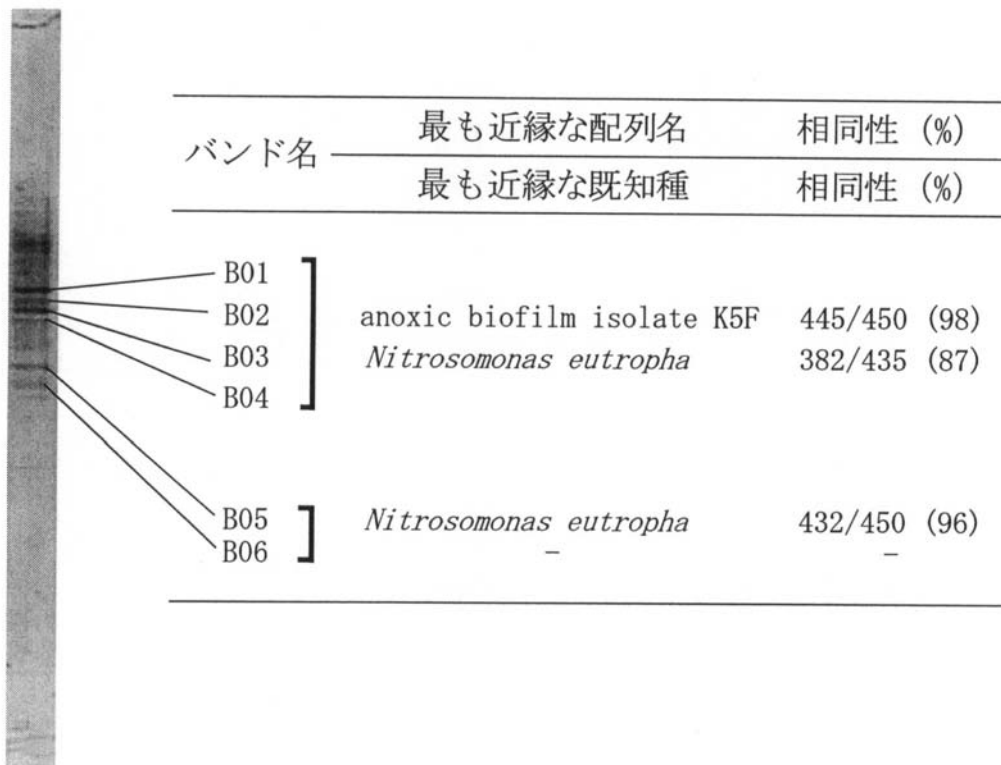 バンド名
最も近縁な配列名 相同性 (%)
最も近縁な既知種 相同性 (%)
B01
B02 anoxic biofilm isolate K5F 445/450 (98)
B03 Nitrosomonas eutropha 382/435 (87)
B04
B05 Nitrosomonas eutropha 432/450 (96)
B06 – –